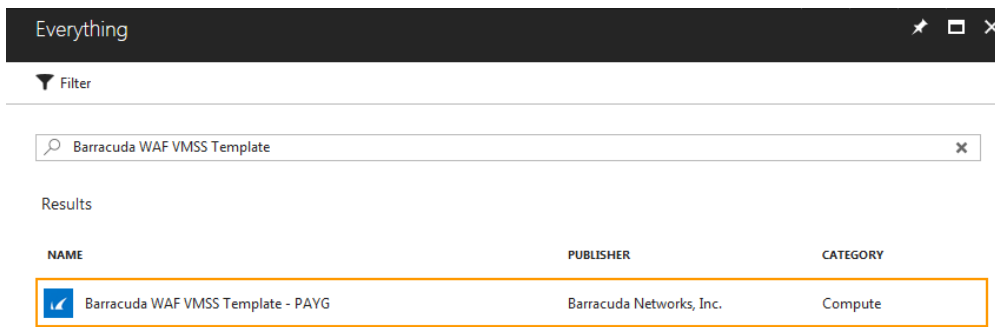 Everything
Filter
Barracuda WAF VMSS Template
Results
NAME PUBLISHER CATEGORY
Barracuda WAF VMSS Template - PAYG Barracuda Networks, Inc. Compute